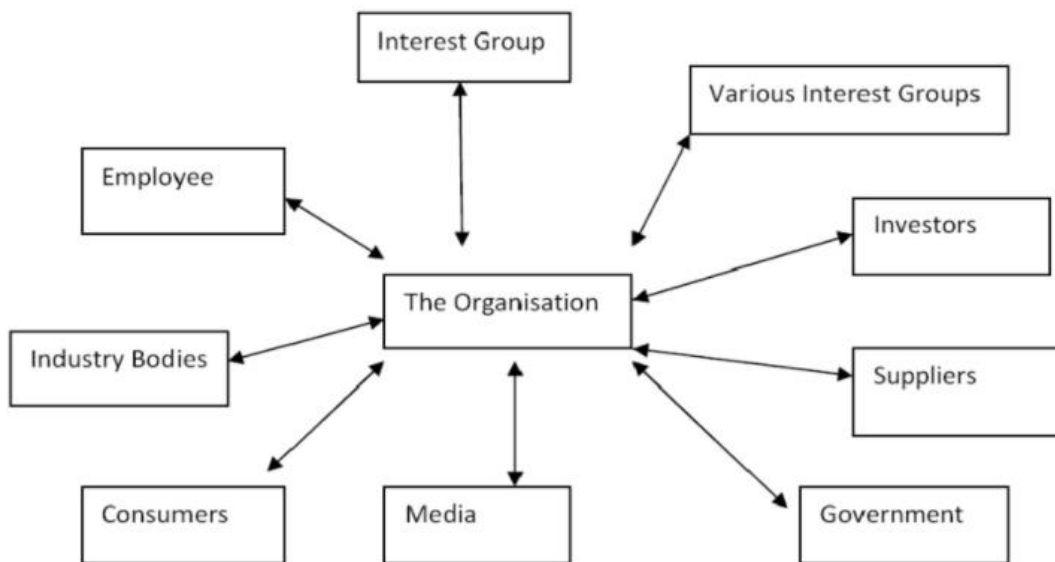 Interest Group
Various Interest Groups
Employee
Investors
The Organisation
Industry Bodies
Suppliers
Consumers
Media
Government